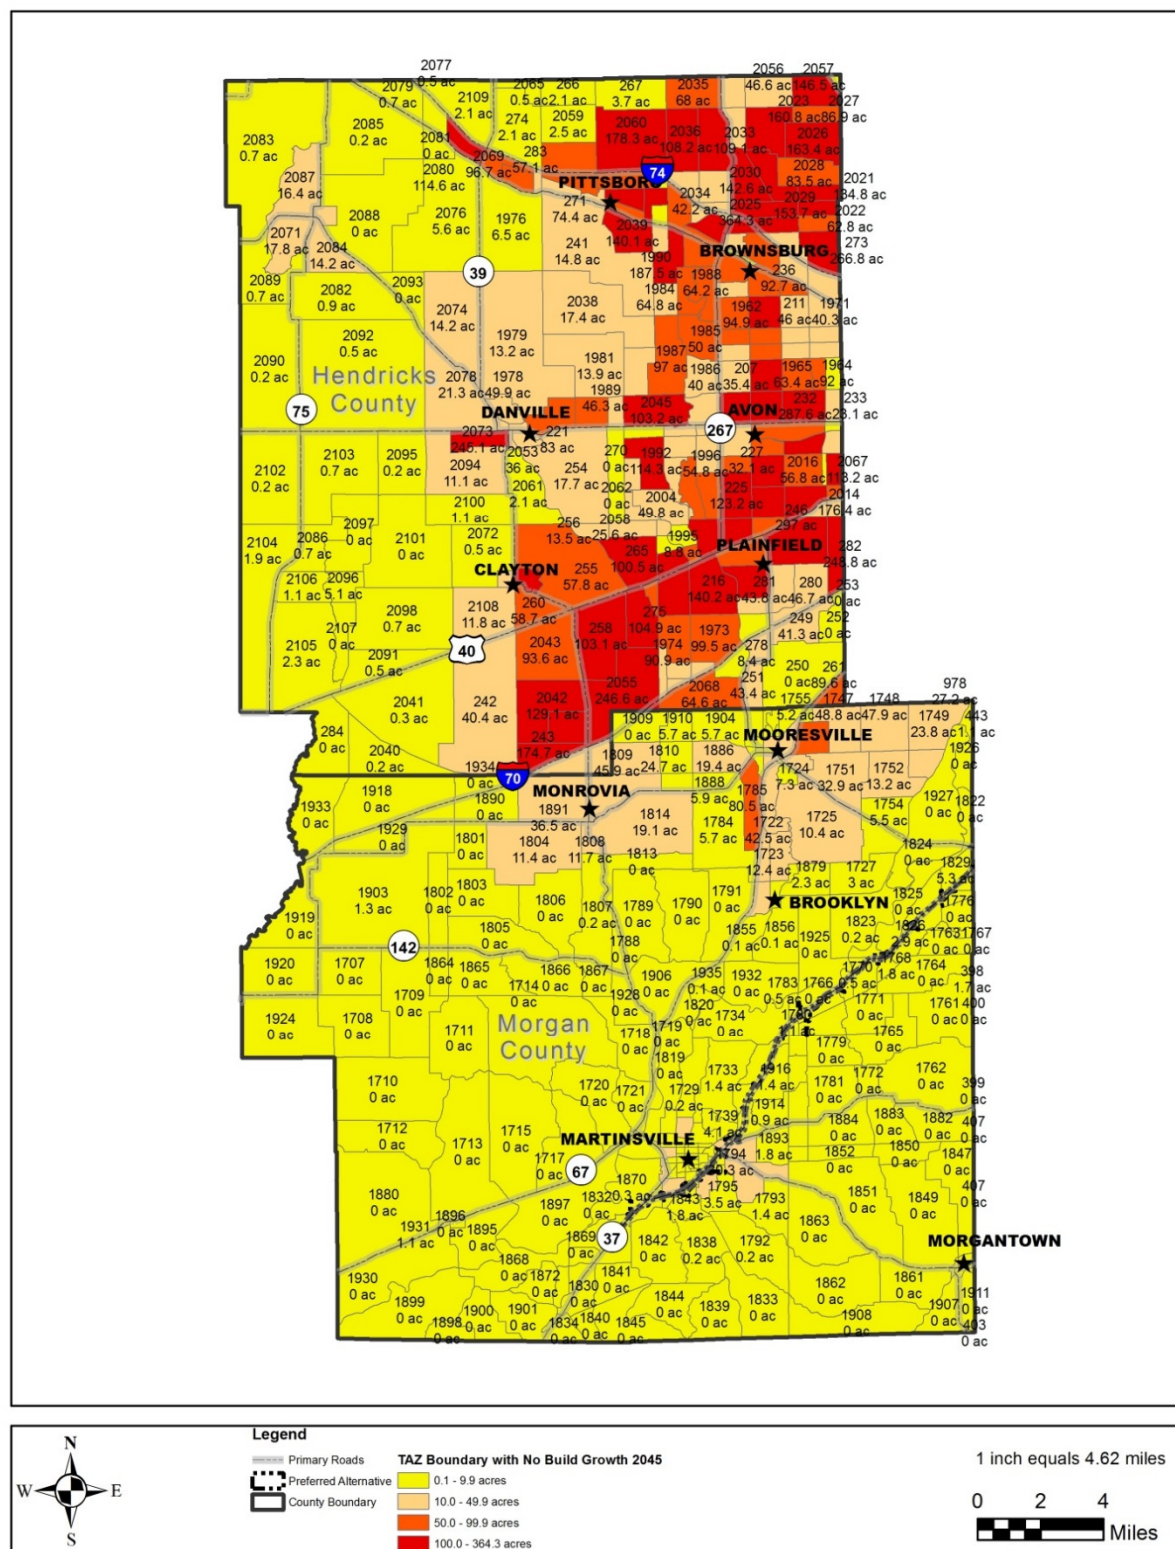 2077
0.5 ac
2079
0.7 ac
2109
2.1 ac
2065
0.5 ac
266
2.1 ac
267
3.7 ac
2035
68 ac
2056
46.6 ac
2057
146.5 ac
2023
160.8 ac
2027
86.9 ac
2085
0.2 ac
2083
0.7 ac
2081
0 ac
274
2.1 ac
2059
2.5 ac
2060
178.3 ac
2036
108.2 ac
2033
109.1 ac
2026
163.4 ac
2069
96.7 ac
283
57.1 ac
74
2080
114.6 ac
2087
16.4 ac
PITTSBORO
2030
142.6 ac
2028
83.5 ac
2021
134.8 ac
2034
42.2 ac
2025
364.3 ac
2029
153.7 ac
2022
62.8 ac
271
74.4 ac
2088
0 ac
2076
5.6 ac
1976
6.5 ac
2039
140.1 ac
2071
17.8 ac
2084
14.2 ac
241
14.8 ac
BROWNSBURG
273
266.8 ac
39
1990
187.5 ac
1988
64.2 ac
236
92.7 ac
2089
0.7 ac
2082
0.9 ac
2093
0 ac
1984
64.8 ac
2038
17.4 ac
2074
14.2 ac
1962
94.9 ac
211
46 ac
1971
40.3 ac
2092
0.5 ac
1979
13.2 ac
1985
50 ac
1987
97 ac
2090
0.2 ac
Hendricks
County
1981
13.9 ac
1986
40 ac
207
35.4 ac
1965
63.4 ac
1964
92 ac
2078
21.3 ac
1978
49.9 ac
1989
46.3 ac
2045
103.2 ac
232
287.6 ac
233
23.1 ac
75
DANVILLE
267
AVON
2073
245.1 ac
221
83 ac
2053
36 ac
270
0 ac
1992
114.3 ac
1996
54.8 ac
227
32.1 ac
2016
56.8 ac
2067
113.2 ac
2103
0.7 ac
2095
0.2 ac
2102
0.2 ac
2094
11.1 ac
254
17.7 ac
2061
2.1 ac
2062
0 ac
2004
49.8 ac
225
123.2 ac
2014
176.4 ac
2100
1.1 ac
246
297 ac
2097
0 ac
256
13.5 ac
2058
25.6 ac
2104
1.9 ac
2086
0.7 ac
2101
0 ac
2072
0.5 ac
1995
8.8 ac
265
100.5 ac
PLAINFIELD
282
248.8 ac
CLAYTON
255
57.8 ac
216
140.2 ac
281
43.8 ac
280
46.7 ac
253
0 ac
2106
1.1 ac
2096
5.1 ac
2108
11.8 ac
260
58.7 ac
275
104.9 ac
249
41.3 ac
252
0 ac
2098
0.7 ac
2107
0 ac
258
103.1 ac
1973
99.5 ac
2105
2.3 ac
2091
0.5 ac
40
2043
93.6 ac
1974
90.9 ac
278
8.4 ac
250
0 ac
261
89.6 ac
2055
246.6 ac
2068
64.6 ac
251
43.4 ac
978
27.2 ac
2041
0.3 ac
242
40.4 ac
2042
129.1 ac
1755
5.2 ac
1747
48.8 ac
1748
47.9 ac
1749
23.8 ac
443
1.1 ac
284
0 ac
1909
0 ac
1910
5.7 ac
1904
5.7 ac
243
174.7 ac
2040
0.2 ac
MOORESVILLE
1926
0 ac
1934
0 ac
70
1809
45.9 ac
1810
24.7 ac
1886
19.4 ac
1724
7.3 ac
1751
32.9 ac
1752
13.2 ac
1918
0 ac
1888
5.9 ac
1785
80.5 ac
1933
0 ac
1890
0 ac
MONROVIA
1927
0 ac
1822
0 ac
1754
5.5 ac
1891
36.5 ac
1814
19.1 ac
1784
5.7 ac
1722
42.5 ac
1725
10.4 ac
1929
0 ac
1801
0 ac
1804
11.4 ac
1808
11.7 ac
1824
0 ac
1813
0 ac
1723
12.4 ac
1879
2.3 ac
1727
3 ac
1829
5.3 ac
1903
1.3 ac
1802
0 ac
1803
0 ac
1825
0 ac
1776
0 ac
1806
0 ac
1807
0.2 ac
1789
0 ac
1790
0 ac
1791
0 ac
BROOKLYN
1919
0 ac
1823
0.2 ac
1855
0.1 ac
1856
0.1 ac
1925
0 ac
2.9 ac
1763
0 ac
1767
0 ac
1805
0 ac
1788
0 ac
142
1920
0 ac
1707
0 ac
1864
0 ac
1865
0 ac
1866
0 ac
1867
0 ac
1906
0 ac
1935
0.1 ac
1932
0 ac
1783
0.5 ac
1766
0 ac
0.5 ac
1768
1.8 ac
1764
0 ac
398
1.7 ac
1714
0 ac
1709
0 ac
1928
0 ac
1820
0 ac
1771
0 ac
1761
0 ac
400
0 ac
1924
0 ac
1708
0 ac
1711
0 ac
Morgan
County
1718
0 ac
1719
0 ac
1734
0 ac
1765
0 ac
1779
0 ac
1819
0 ac
1762
0 ac
1710
0 ac
1720
0 ac
1721
0 ac
1729
0.2 ac
1733
1.4 ac
1916
1.4 ac
1781
0 ac
1772
0 ac
399
0 ac
1739
4.1 ac
1914
0.9 ac
1883
0 ac
1882
0 ac
407
0 ac
1884
0 ac
1712
0 ac
1715
0 ac
1713
0 ac
MARTINSVILLE
1893
1.8 ac
1850
0 ac
1852
0 ac
1847
0 ac
1717
0 ac
67
1794
1870
0.3 ac
1795
3.5 ac
407
0 ac
1880
0 ac
1832
1843
1.8 ac
1793
1.4 ac
1851
0 ac
1849
0 ac
1897
0 ac
1896
0 ac
1931
1.1 ac
1895
0 ac
1863
0 ac
37
1869
0 ac
1842
0 ac
1838
0.2 ac
1792
0.2 ac
MORGANTOWN
1868
0 ac
1930
0 ac
1872
0 ac
1841
0 ac
1830
0 ac
1862
0 ac
1861
0 ac
1844
0 ac
1833
0 ac
1911
0 ac
1899
0 ac
1900
0 ac
1901
0 ac
1839
0 ac
1907
0 ac
1898
0 ac
1834
0 ac
1840
0 ac
1845
0 ac
1908
0 ac
403
0 ac
N
W
E
S
Legend
Primary Roads
Preferred Alternative
County Boundary
TAZ Boundary with No Build Growth 2045
0.1 - 9.9 acres
10.0 - 49.9 acres
50.0 - 99.9 acres
100.0 - 364.3 acres
1 inch equals 4.62 miles
0 2 4
Miles